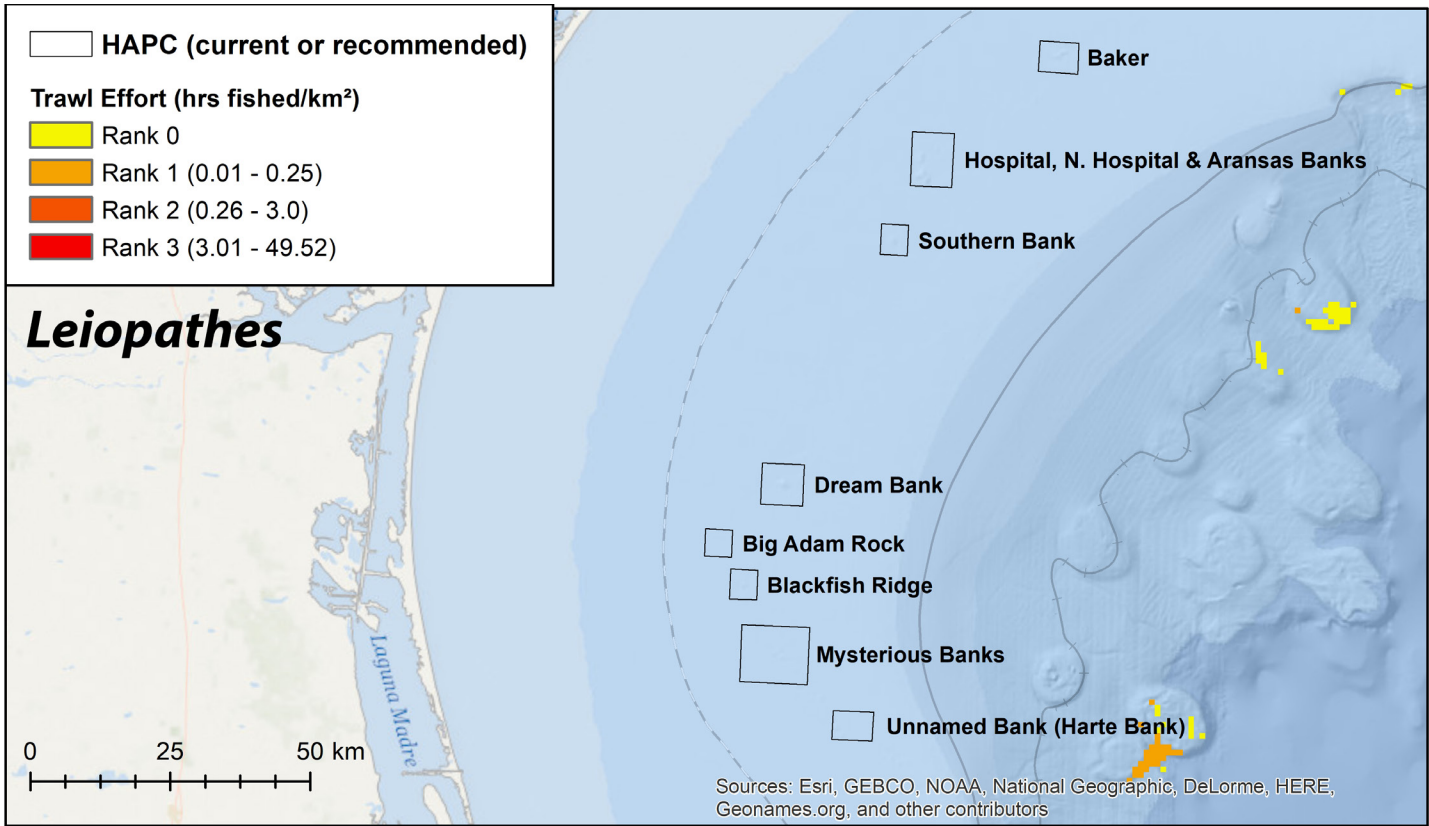 HAPC (current or recommended)
Trawl Effort (hrs fished/km²)
Rank 0
Rank 1 (0.01 - 0.25)
Rank 2 (0.26 - 3.0)
Rank 3 (3.01 - 49.52)
Leiopathes
Baker
Hospital, N. Hospital & Aransas Banks
Southern Bank
Dream Bank
Big Adam Rock
Blackfish Ridge
Mysterious Banks
Unnamed Bank (Harte Bank)
Laguna Madre
0 25 50 km
Sources: Esri, GEBCO, NOAA, National Geographic, DeLorme, HERE,
Geonames.org, and other contributors